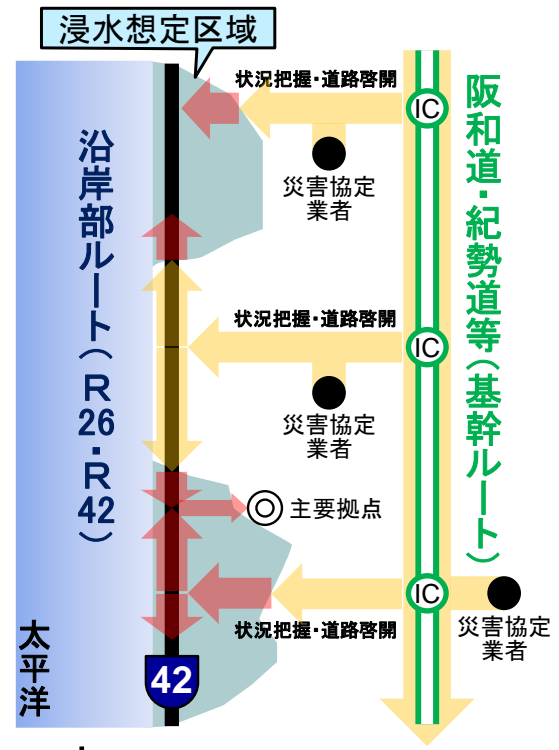 浸水想定区域
状況把握・道路啓開
IC
災害協定
業者
阪和道・紀勢道等(基幹ルート)
沿岸部ルート(R26・R42)
状況把握・道路啓開
IC
災害協定
業者
主要拠点
IC
状況把握・道路啓開
災害協定
業者
太平洋
42